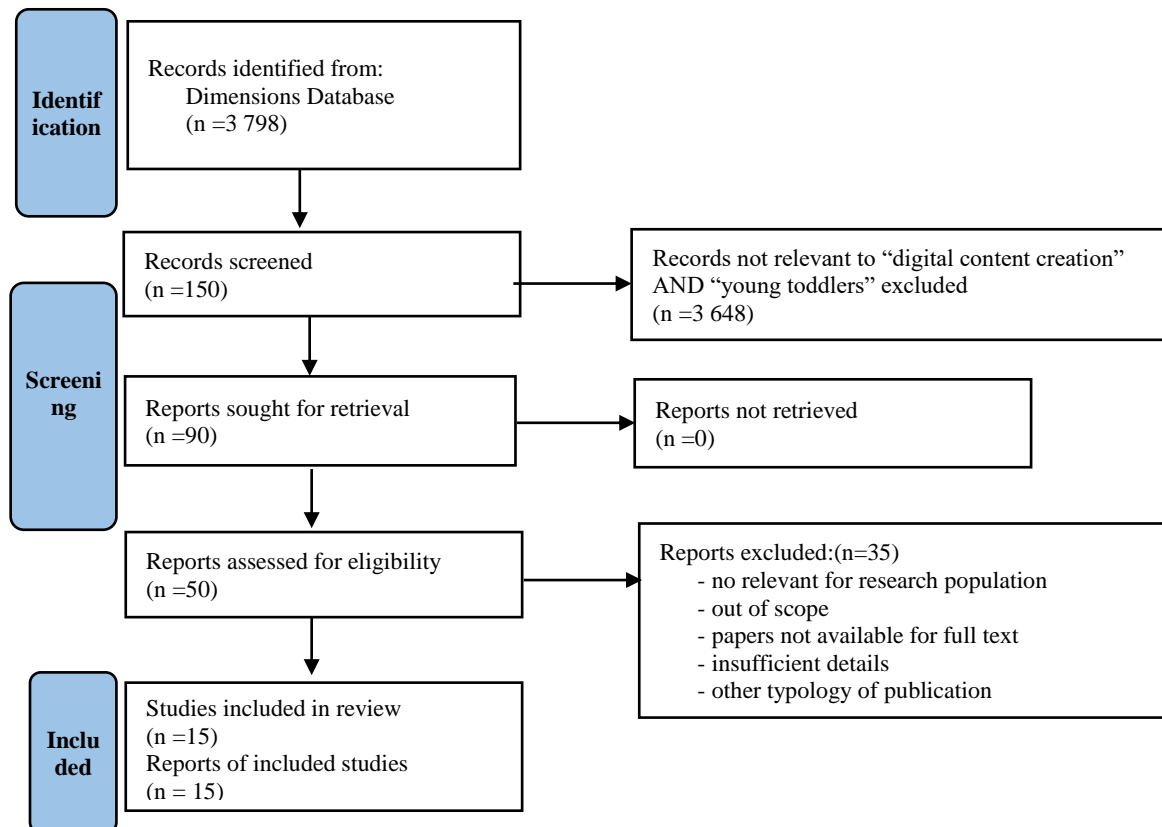 Identif
ication
Records identified from:
Dimensions Database
(n =3 798)
Screeni
ng
Records screened
(n =150)
Records not relevant to “digital content creation”
AND “young toddlers” excluded
(n =3 648)
Reports sought for retrieval
(n =90)
Reports not retrieved
(n =0)
Reports assessed for eligibility
(n =50)
Reports excluded:(n=35)
- no relevant for research population
- out of scope
- papers not available for full text
- insufficient details
- other typology of publication
Inclu
ded
Studies included in review
(n =15)
Reports of included studies
(n = 15)